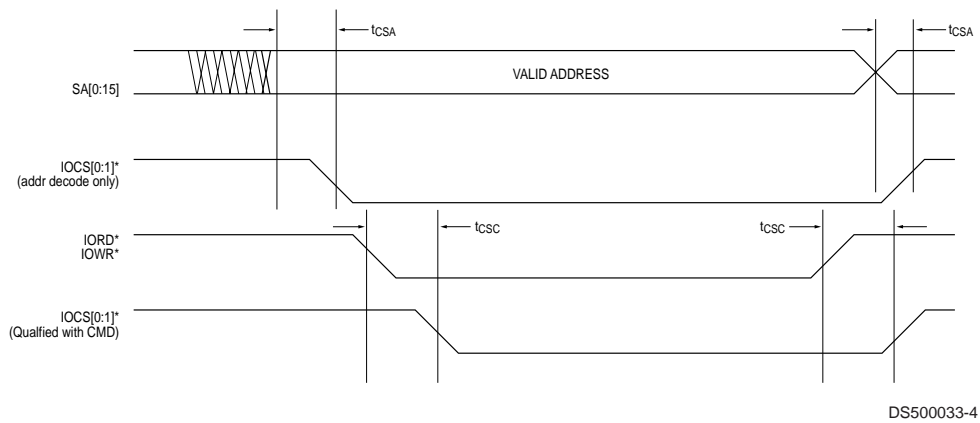 tCSA
tCSA
SA[0:15]
VALID ADDRESS
IOCS[0:1]*
(addr decode only)
tCSC
tCSC
IORD*
IOWR*
IOCS[0:1]*
(Qualfied with CMD)
DS500033-4